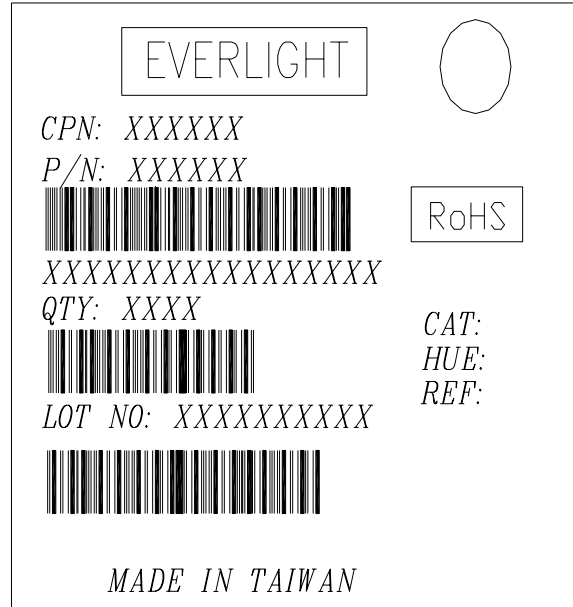 EVERLIGHT
CPN: XXXXXX
P/N: XXXXXX
RoHS
XXXXXXXXXXXXXXXXX
QTY: XXXX
CAT:
HUE:
REF:
LOT NO: XXXXXXXXXX
MADE IN TAIWAN